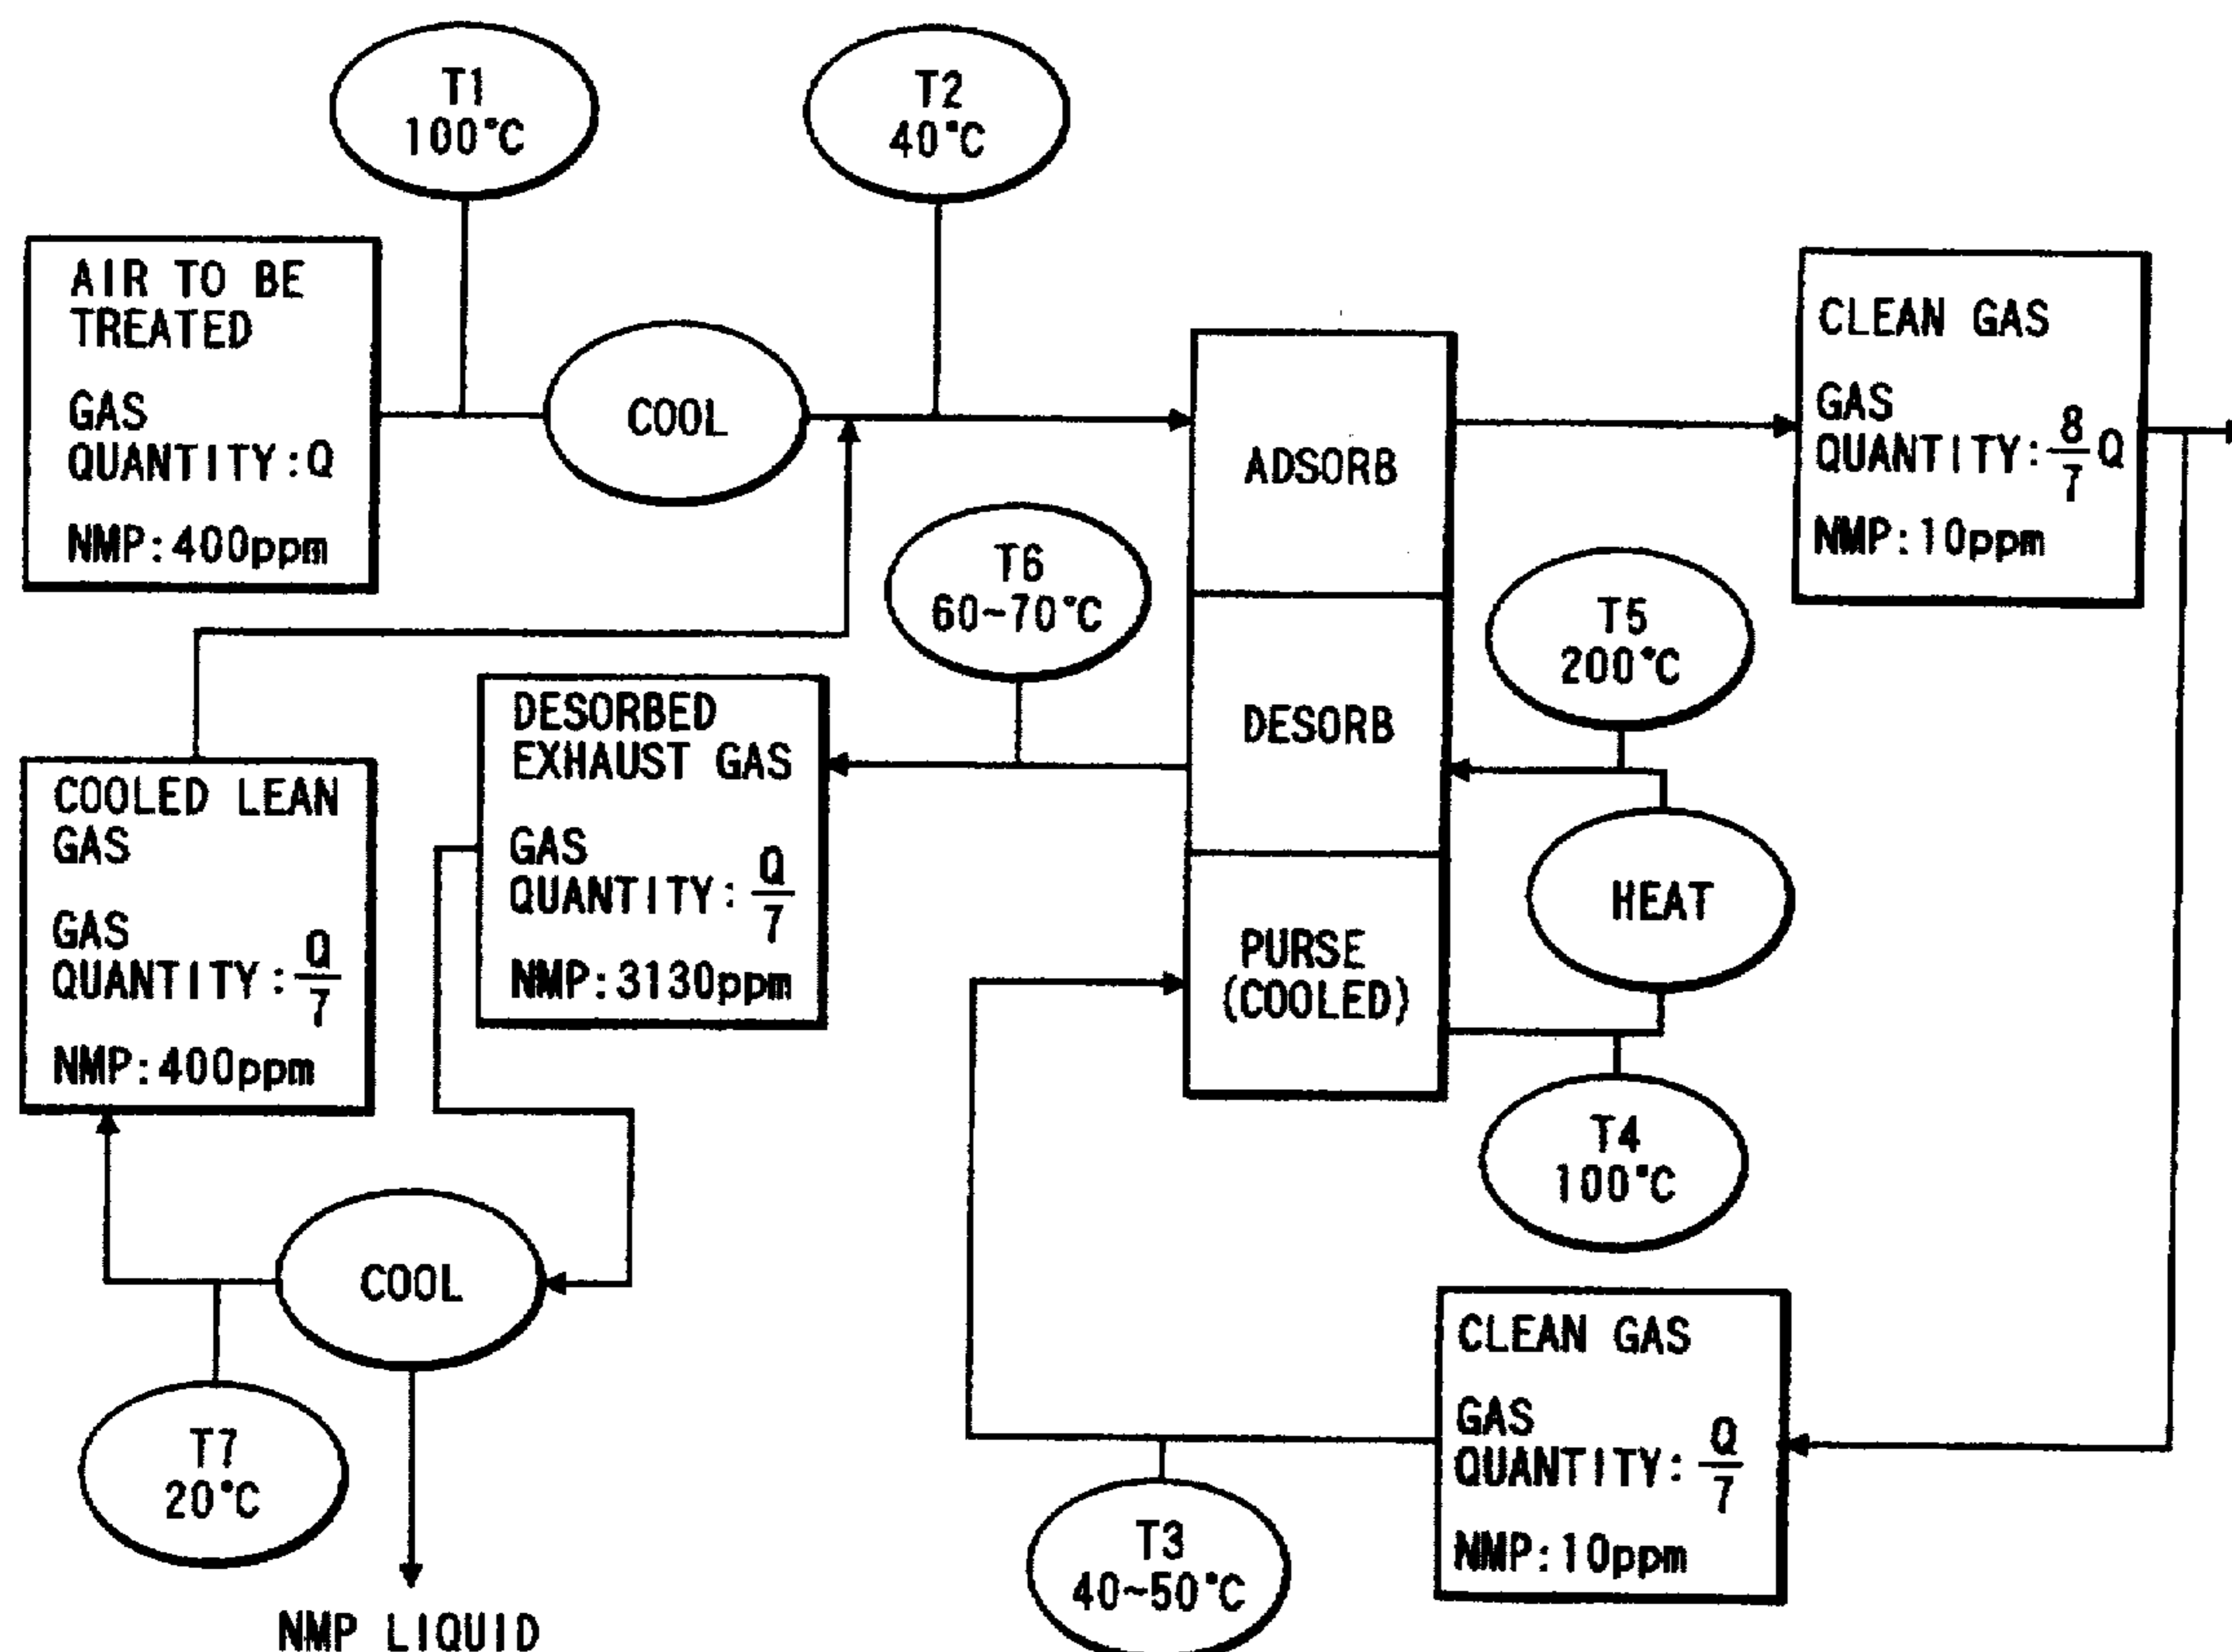 T1
100°C
T2
40°C
AIR TO BE
TREATED
GAS
QUANTITY:Q
NMP:400ppm
COOL
ADSORB
CLEAN GAS
GAS
QUANTITY: 8/7 Q
NMP:10ppm
T6
60~70°C
T5
200°C
DESORBED
EXHAUST GAS
GAS
QUANTITY: Q/7
NMP:3130ppm
DESORB
COOLED LEAN
GAS
GAS
QUANTITY: Q/7
NMP:400ppm
HEAT
PURSE
(COOLED)
T4
100°C
COOL
CLEAN GAS
GAS
QUANTITY: Q/7
NMP:10ppm
T7
20°C
T3
40~50°C
NMP LIQUID